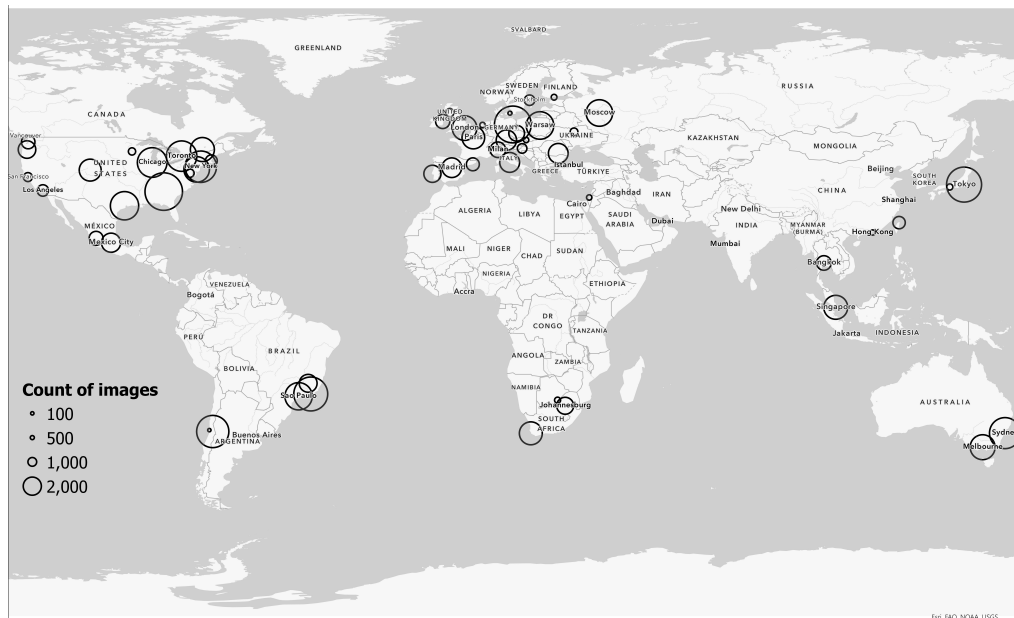 SVALBARD
GREENLAND
RUSSIA
SWEDEN
FINLAND
NORWAY
Stockholm
CANADA
UNITED
KINGDOM
Moscow
Vancouver
London
GERMANY
Warsaw
UKRAINE
Paris
KAZAKHSTAN
MONGOLIA
Toronto
Chicago
UNITED
STATES
New York
Milan
ITALY
Madrid
Istanbul
GREECE
TÜRKIYE
Beijing
San Francisco
Los Angeles
SOUTH
KOREA
Tokyo
CHINA
Baghdad
IRAN
Shanghai
Cairo
ALGERIA
LIBYA
EGYPT
SAUDI
ARABIA
Dubai
New Delhi
INDIA
MYANMAR
(BURMA)
Hong Kong
MÉXICO
Mexico City
Mumbai
MALI
NIGER
CHAD
SUDAN
Bangkok
NIGERIA
ETHIOPIA
VENEZUELA
Bogotá
Accra
Singapore
DR
CONGO
TANZANIA
Jakarta
INDONESIA
PERU
BRAZIL
BOLIVIA
ANGOLA
ZAMBIA
NAMIBIA
Sao Paulo
Johannesburg
SOUTH
AFRICA
AUSTRALIA
Buenos Aires
ARGENTINA
Sydne
Melbourne
Count of images
100
500
1,000
2,000
Esri, FAO, NOAA, USGS